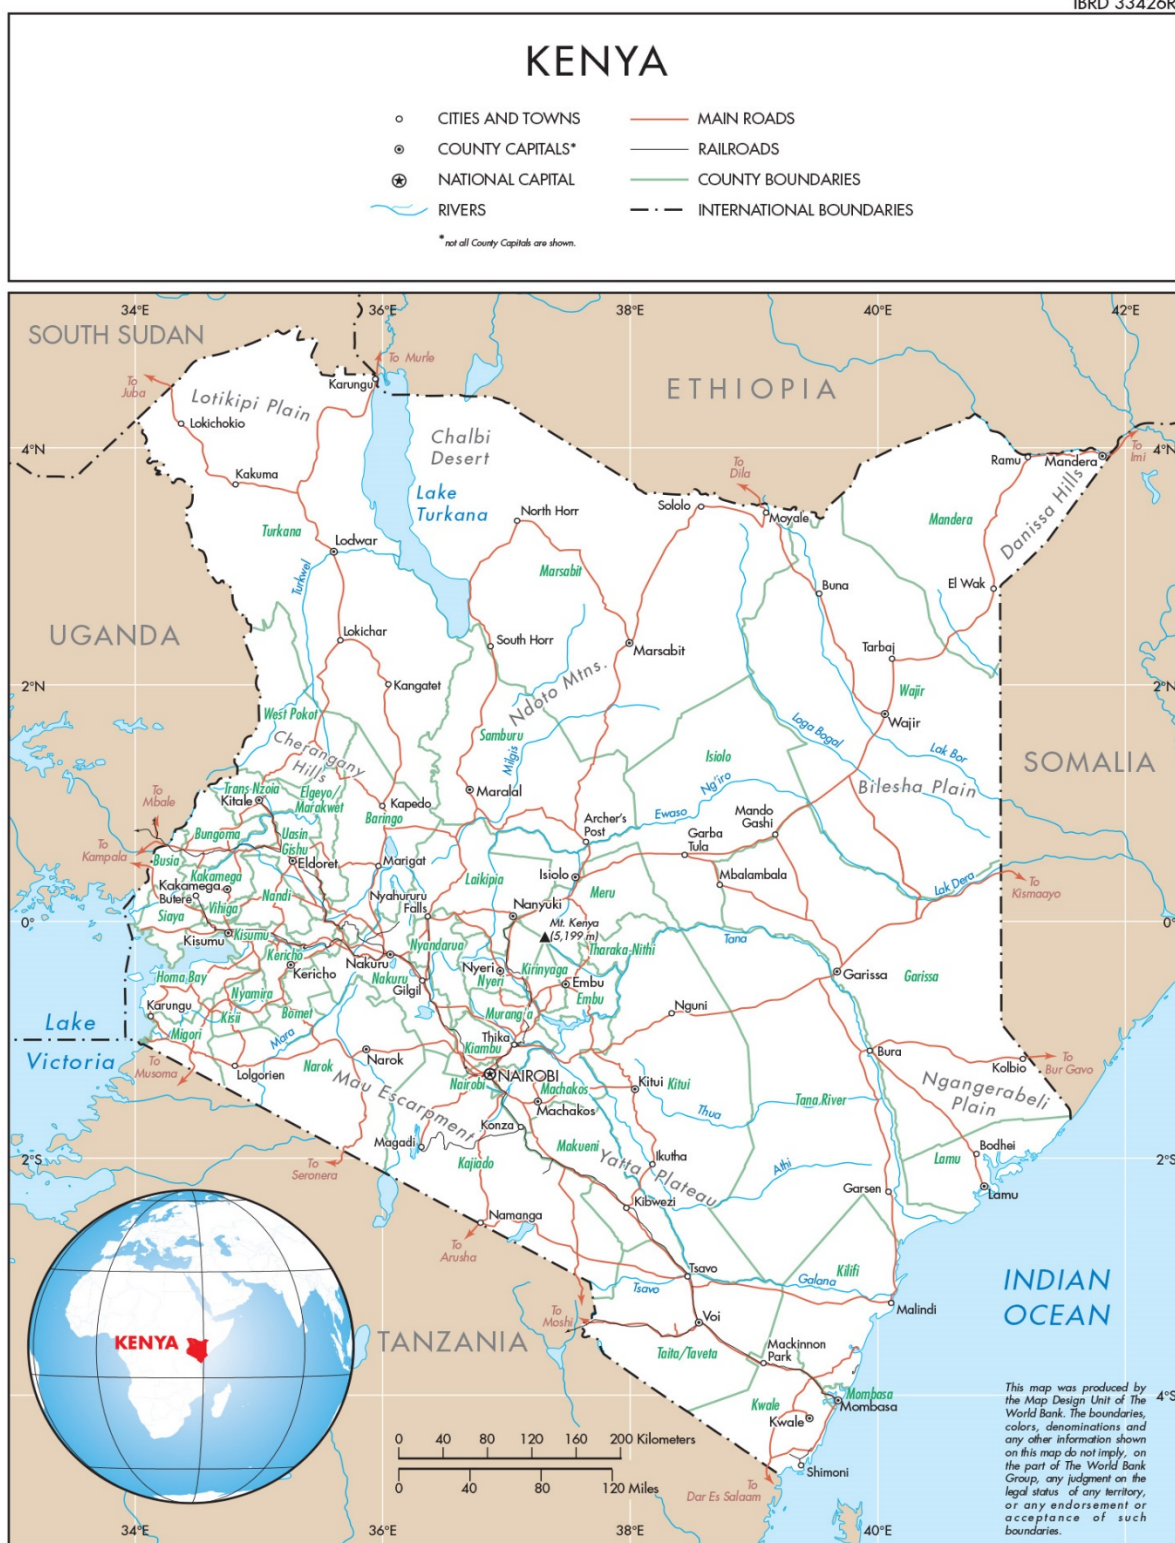 IBRD 33426R
KENYA
CITIES AND TOWNS
COUNTY CAPITALS*
NATIONAL CAPITAL
RIVERS
MAIN ROADS
RAILROADS
COUNTY BOUNDARIES
INTERNATIONAL BOUNDARIES
* not all County Capitals are shown.
34°E
36°E
38°E
40°E
42°E
SOUTH SUDAN
ETHIOPIA
To
Juba
To Murle
Karungu
Lotikipi Plain
Lokichokio
Chalbi
Desert
4°N
4°N
To
Imi
Ramu
Mandera
To
Dila
Kakuma
Lake
Turkana
North Horr
Sololo
Moyale
Mandera
Danissa Hills
Turkana
Lodwar
Turkwel
Marsabit
Buna
El Wak
UGANDA
Lokichar
South Horr
Marsabit
Tarbaj
Kangatet
Ndoto Mtns.
2°N
2°N
Wajir
West Pokot
Wajir
Cherangany
Hills
Samburu
Milgis
Isiolo
Loga Bogal
Lak Bor
SOMALIA
Bilesha Plain
To
Mbale
Trans-Nzoia
Kitale
Elgeyo/
Marakwet
Kapedo
Maralal
Baringo
Ewaso
Ng'iro
Mando
Gashi
Archer's
Post
Garba
Tula
To
Kampala
Bungoma
Uasin
Gishu
Eldoret
Marigat
Busia
Kakamega
Kakamega
Butere
Nandi
Vihiga
Siaya
Nyahururu
Falls
Laikipia
Isiolo
Meru
Mbalambala
Lak Dera
To
Kismaayo
Nanyuki
Mt. Kenya
(5,199 m)
0°
0°
Kisumu
Kisumu
Kericho
Kericho
Nyandarua
Tharaka-Nithi
Tana
Nakuru
Nakuru
Nyeri
Nyeri
Kirinyaga
Embu
Embu
Garissa
Garissa
Homa Bay
Nyamira
Gilgil
Karungu
Kisii
Bomet
Murang'a
Nguni
Migori
Mara
Thika
Kiambu
Lake
Victoria
To
Musoma
Lolgorien
Narok
Narok
Mau Escarpment
Nairobi
NAIROBI
Machakos
Machakos
Kitui
Kitui
Bura
Kolbio
To
Bur Gavo
Ngangerabeli
Plain
Thua
Tana River
Konza
Magadi
Makueni
Kajiado
Yatta Plateau
Ikutha
Athi
Bodhei
Lamu
Lamu
2°S
2°S
To
Seronera
Kibwezi
Garsen
Namanga
To
Arusha
Tsavo
Tsavo
Galana
Kilifi
INDIAN
OCEAN
Malindi
To
Moshi
Voi
TANZANIA
Taita/Taveta
Mackinnon
Park
KENYA
Mombasa
Mombasa
Kwale
Kwale
4°S
Shimoni
To
Dar Es Salaam
0 40 80 120 160 200 Kilometers
0 40 80 120 Miles
This map was produced by
the Map Design Unit of The
World Bank. The boundaries,
colors, denominations and
any other information shown
on this map do not imply, on
the part of The World Bank
Group, any judgment on the
legal status of any territory,
or any endorsement or
acceptance of such
boundaries.
34°E
36°E
38°E
40°E